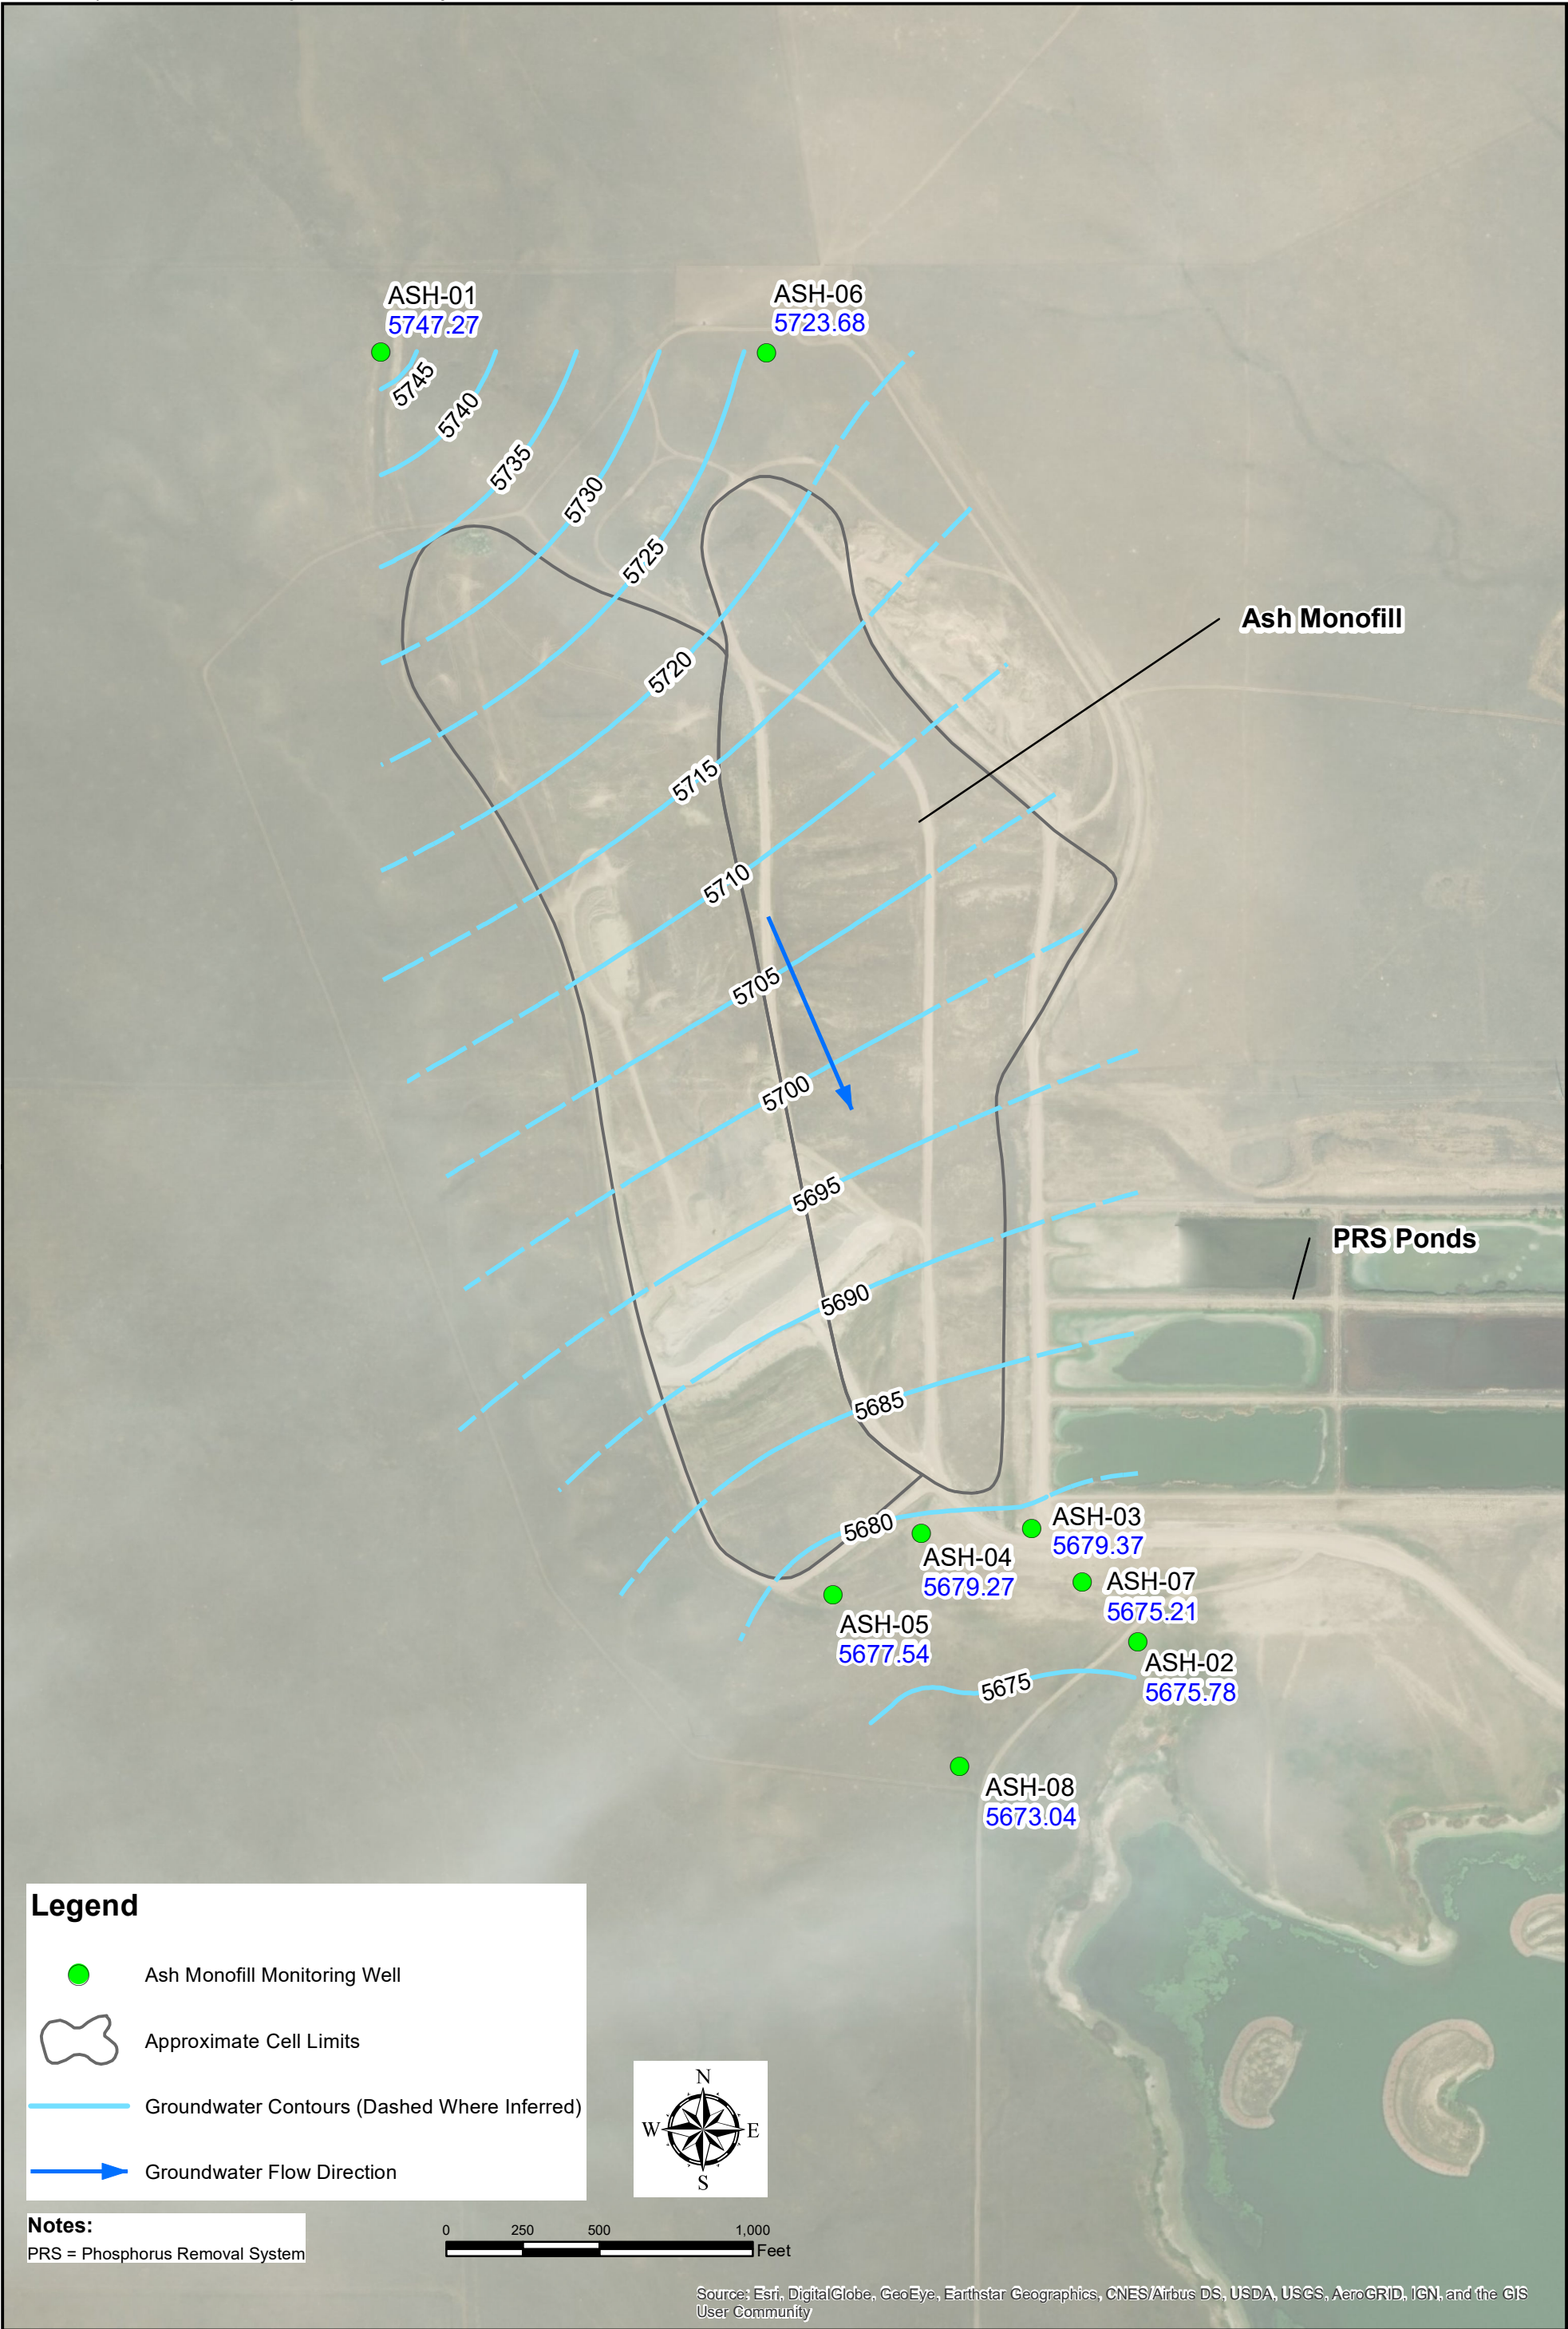 ASH-01
5747.27
ASH-06
5723.68
5745
5740
5735
5730
5725
Ash Monofill
5720
5715
5710
5705
5700
5695
PRS Ponds
5690
5685
5680
ASH-03
5679.37
ASH-04
5679.27
ASH-07
5675.21
ASH-05
5677.54
ASH-02
5675.78
5675
ASH-08
5673.04
Legend
Ash Monofill Monitoring Well
Approximate Cell Limits
Groundwater Contours (Dashed Where Inferred)
Groundwater Flow Direction
N
W E
S
Notes:
PRS = Phosphorus Removal System
0 250 500 1,000
Feet
Source: Esri, DigitalGlobe, GeoEye, Earthstar Geographics, CNES/Airbus DS, USDA, USGS, AeroGRID, IGN, and the GIS
User Community